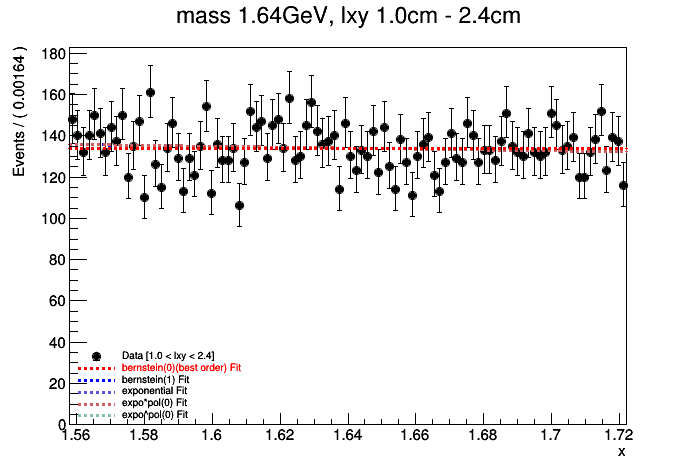 mass 1.64GeV, lxy 1.0cm - 2.4cm
Events / ( 0.00164 )
180
160
140
120
100
80
60
40
20
0
Data [1.0 < lxy < 2.4]
bernstein(0)(best order) Fit
bernstein(1) Fit
exponential Fit
expo*pol(0) Fit
expo^pol(0) Fit
1.56 1.58 1.6 1.62 1.64 1.66 1.68 1.7 1.72
x